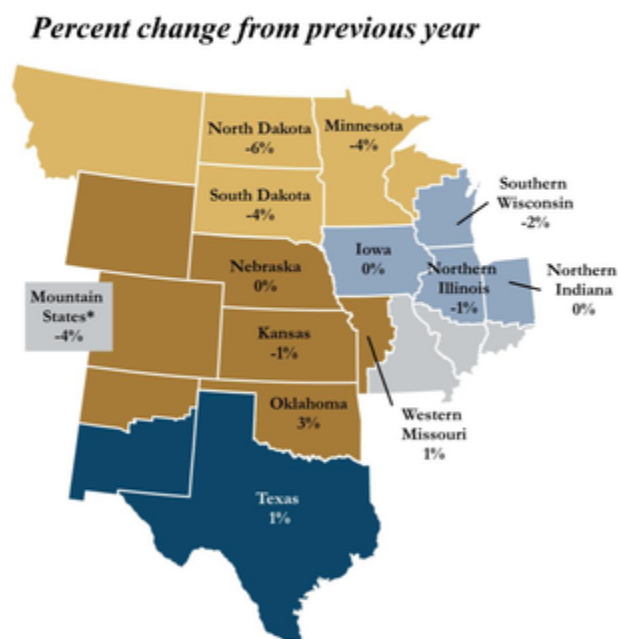 Percent change from previous year
North Dakota
-6%
Minnesota
-4%
South Dakota
-4%
Southern
Wisconsin
-2%
Iowa
0%
Nebraska
0%
Northern
Illinois
-1%
Northern
Indiana
0%
Mountain
States*
-4%
Kansas
-1%
Oklahoma
3%
Western
Missouri
1%
Texas
1%